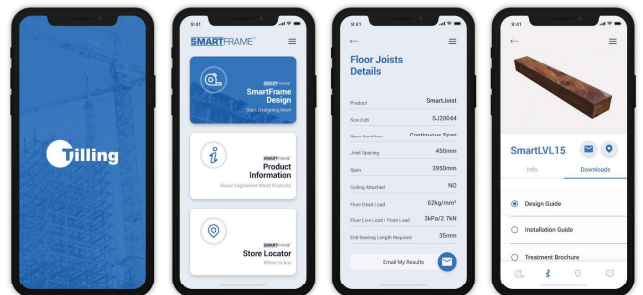 Tilling
9:41
SMARTFRAME
SMARTFRAME
SmartFrame
Design
Start Designing Now!
SMARTFRAME
Product
Information
About Engineered Wood Products
SMARTFRAME
Store Locator
Where to buy
9:41
Floor Joists
Details
Product SmartJoist
Size DxB SJ20044
Continuous Span
Joist Spacing 450mm
Span 3950mm
Ceiling Attached NO
Floor Dead Load 62kg/mm²
Floor Live Load / Point Load 3kPa/2.7kN
End Bearing Length Required 35mm
Email My Results
9:41
SmartLVL15
Info Downloads
Design Guide
Installation Guide
Treatment Brochure